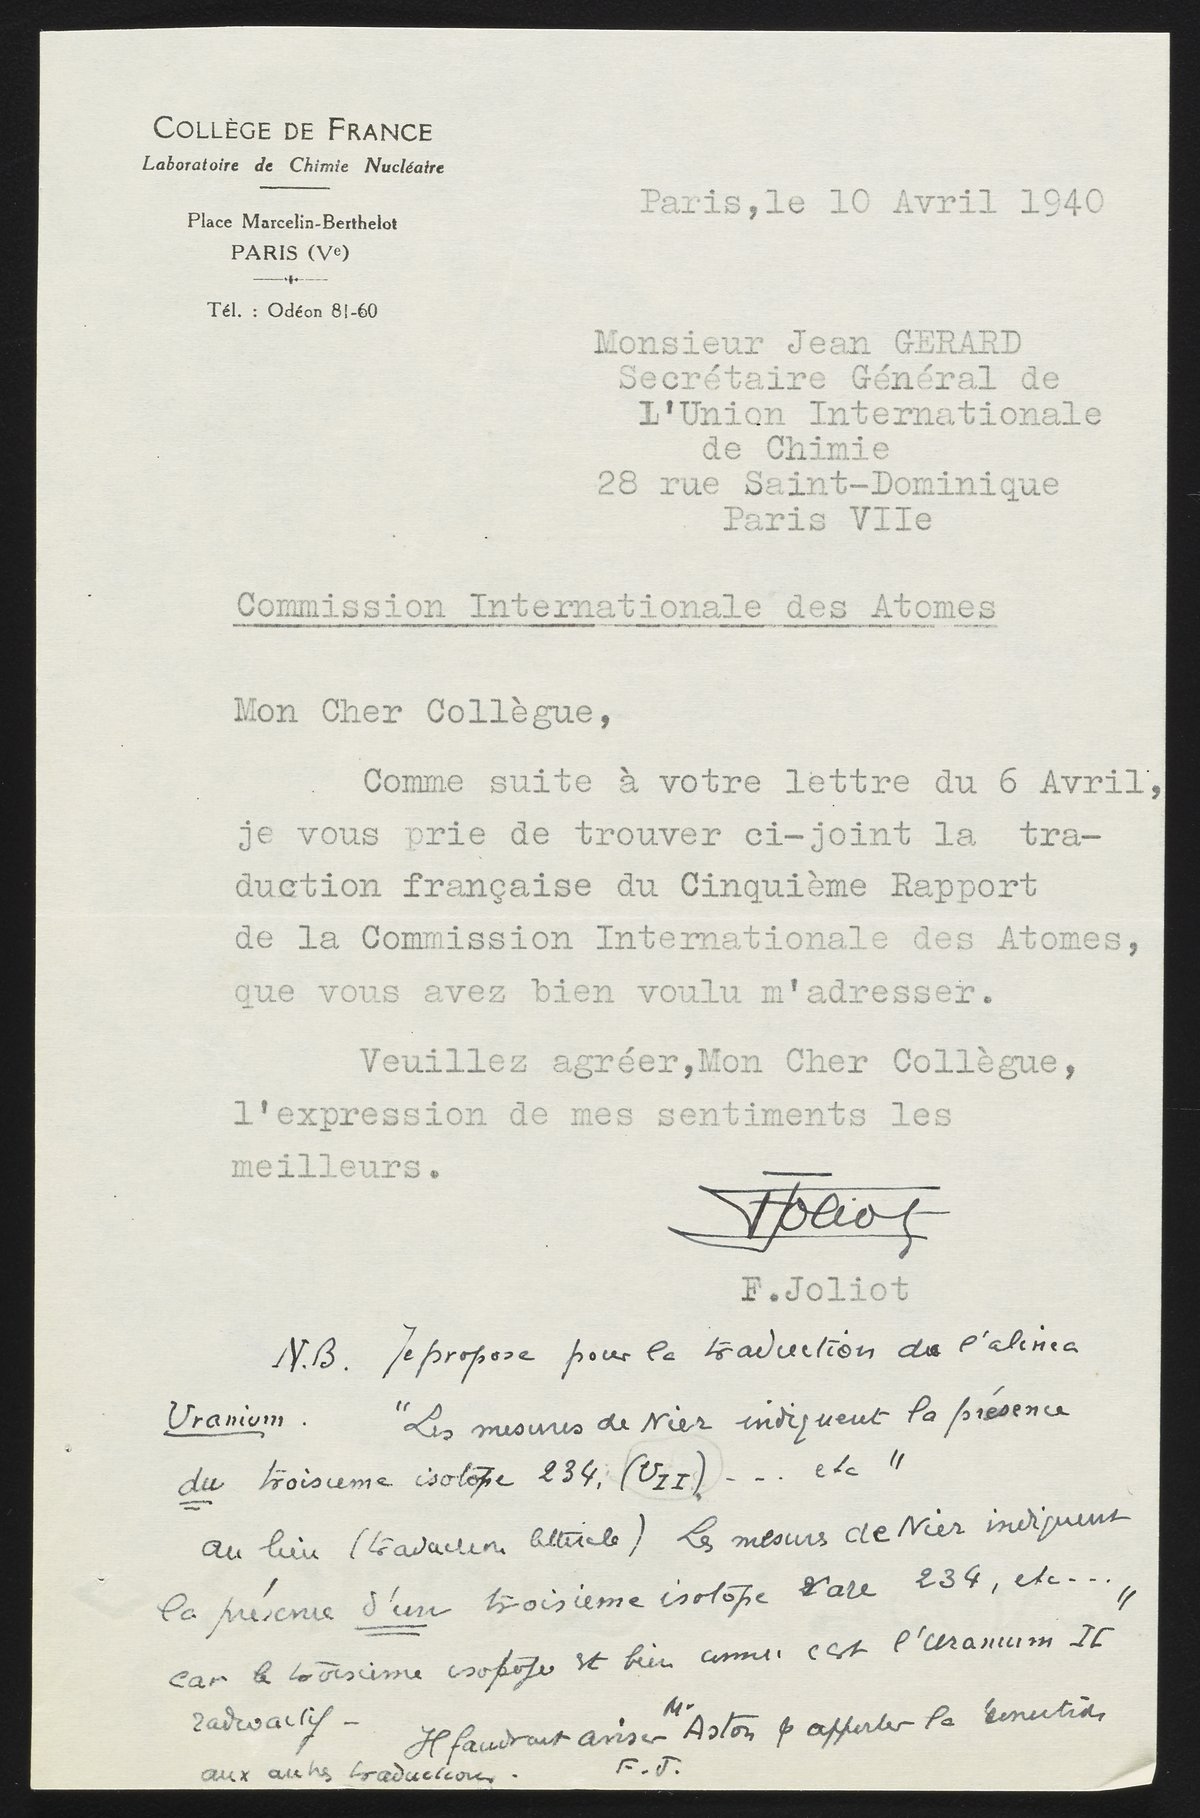 COLLÈGE DE FRANCE
Laboratoire de Chimie Nucléaire
Place Marcelin-Berthelot
PARIS (Ve)
Tél. : Odéon 81-60
Paris,le 10 Avril 1940
Monsieur Jean GERARD
Secrétaire Général de
L'Union Internationale
de Chimie
28 rue Saint-Dominique
Paris VIIe
Commission Internationale des Atomes
Mon Cher Collègue,
Comme suite à votre lettre du 6 Avril,
je vous prie de trouver ci-joint la tra-
duction française du Cinquième Rapport
de la Commission Internationale des Atomes,
que vous avez bien voulu m'adresser.
Veuillez agréer,Mon Cher Collègue,
l'expression de mes sentiments les
meilleurs.
FJoliot
F.Joliot
N.B. Je propose pour la traduction de l'alinea
Uranium. "Les mesures de Nier indiquent la présence
du troisieme isotope 234, (UII) - - . etc "
au lieu (traduction littérale) Les mesures de Nier indiquent
la présence d'un troisieme isotope rare 234, etc --- "
car le troisieme isotope est bien connu c'est l'Uranium II
radioactif -
Il faudrait aviser Mr Aston & apporter la
aux autres traductions.
F.J.